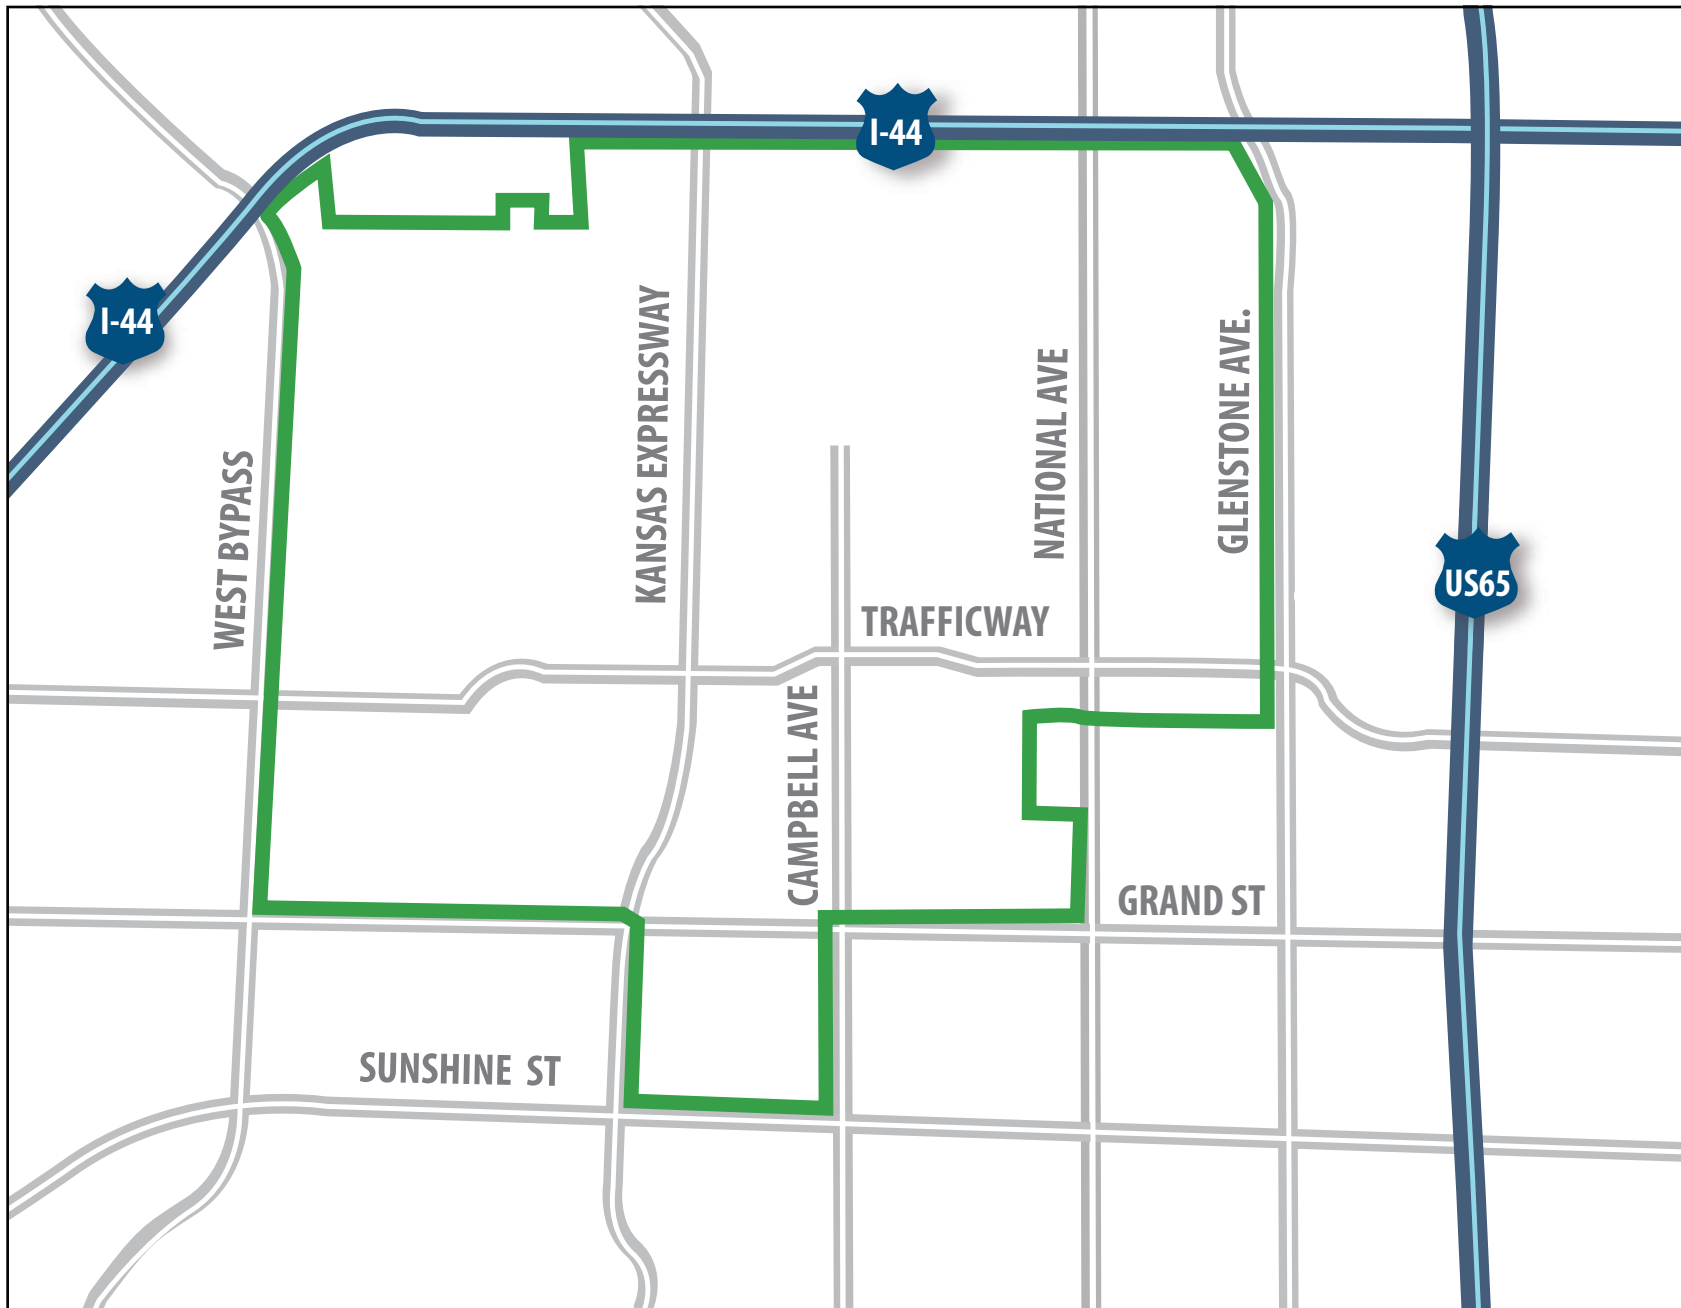 I-44
I-44
KANSAS EXPRESSWAY
GLENSTONE AVE.
NATIONAL AVE
WEST BYPASS
US65
TRAFFICWAY
CAMPBELL AVE
GRAND ST
SUNSHINE ST